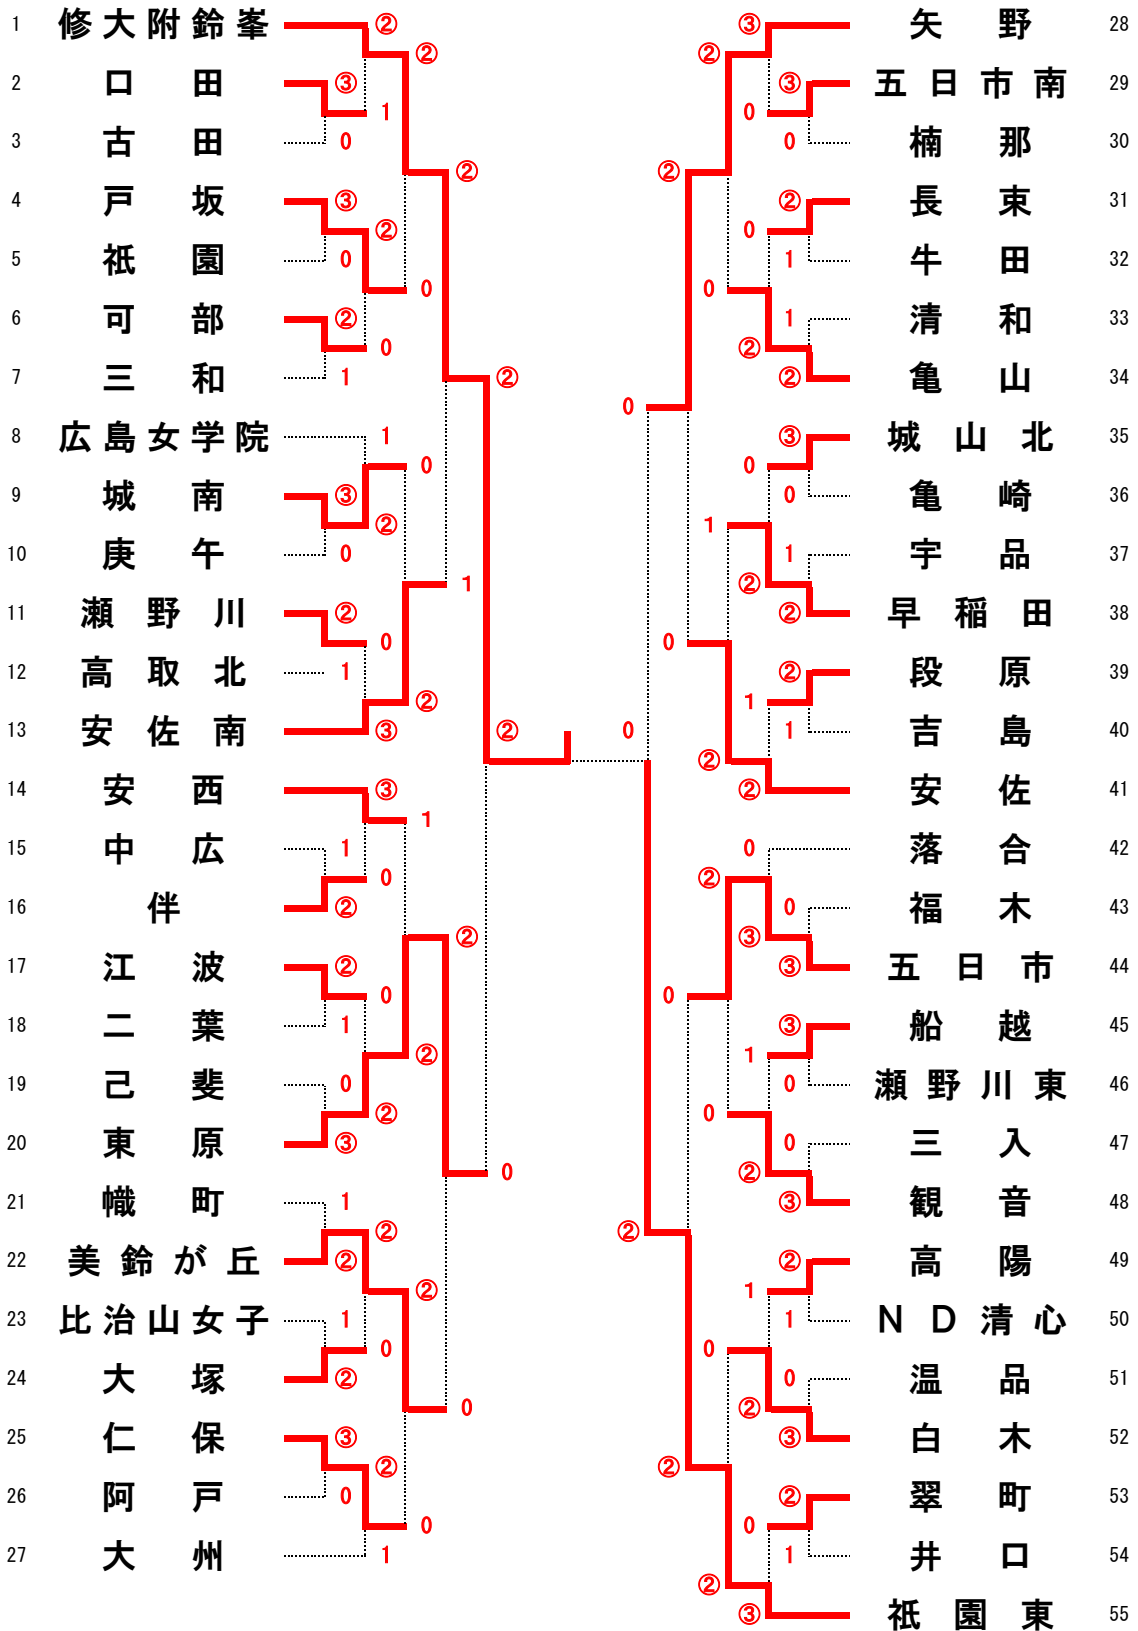 1 修大附鈴峯 ② ③ 矢野 28
② ②
2 口田 ③ ③ 五日市南 29
1 0
3 古田 0 0 楠那 30
② ②
4 戸坂 ③ ② 長束 31
② 0
5 祇園 0 1 牛田 32
0 0
6 可部 ② 1 清和 33
0 ②
7 三和 1 ② ② 亀山 34
0
8 広島女学院 1 ③ 城山北 35
0 0
9 城南 ③ 0 亀崎 36
② 1
10 庚午 0 1 宇品 37
1 ②
11 瀬野川 ② ② 早稲田 38
0 0
12 高取北 1 ② 段原 39
② 1
13 安佐南 ③ ② 0 1 吉島 40
②
14 安西 ③ ② 安佐 41
1
15 中広 1 0 落合 42
0 ②
16 伴 ② 0 福木 43
② ③
17 江波 ② ③ 五日市 44
0 0
18 二葉 1 ③ 船越 45
② 1
19 己斐 0 0 瀬野川東 46
② 0
20 東原 ③ 0 三入 47
0 ②
21 幟町 1 ③ 観音 48
② ②
22 美鈴が丘 ② ② 高陽 49
② 1
23 比治山女子 1 1 ND清心 50
0 0
24 大塚 ② 0 温品 51
0 ②
25 仁保 ③ ③ 白木 52
② ②
26 阿戸 0 ② 翠町 53
0 0
27 大州 1 1 井口 54
②
③ 祇園東 55